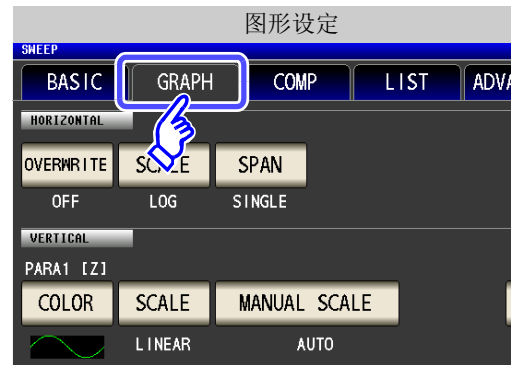 图形设定
SWEEP
BASIC GRAPH COMP LIST ADVA
HORIZONTAL
OVERWRITE SCALE SPAN
OFF LOG SINGLE
VERTICAL
PARA1 [Z]
COLOR SCALE MANUAL SCALE
LINEAR AUTO